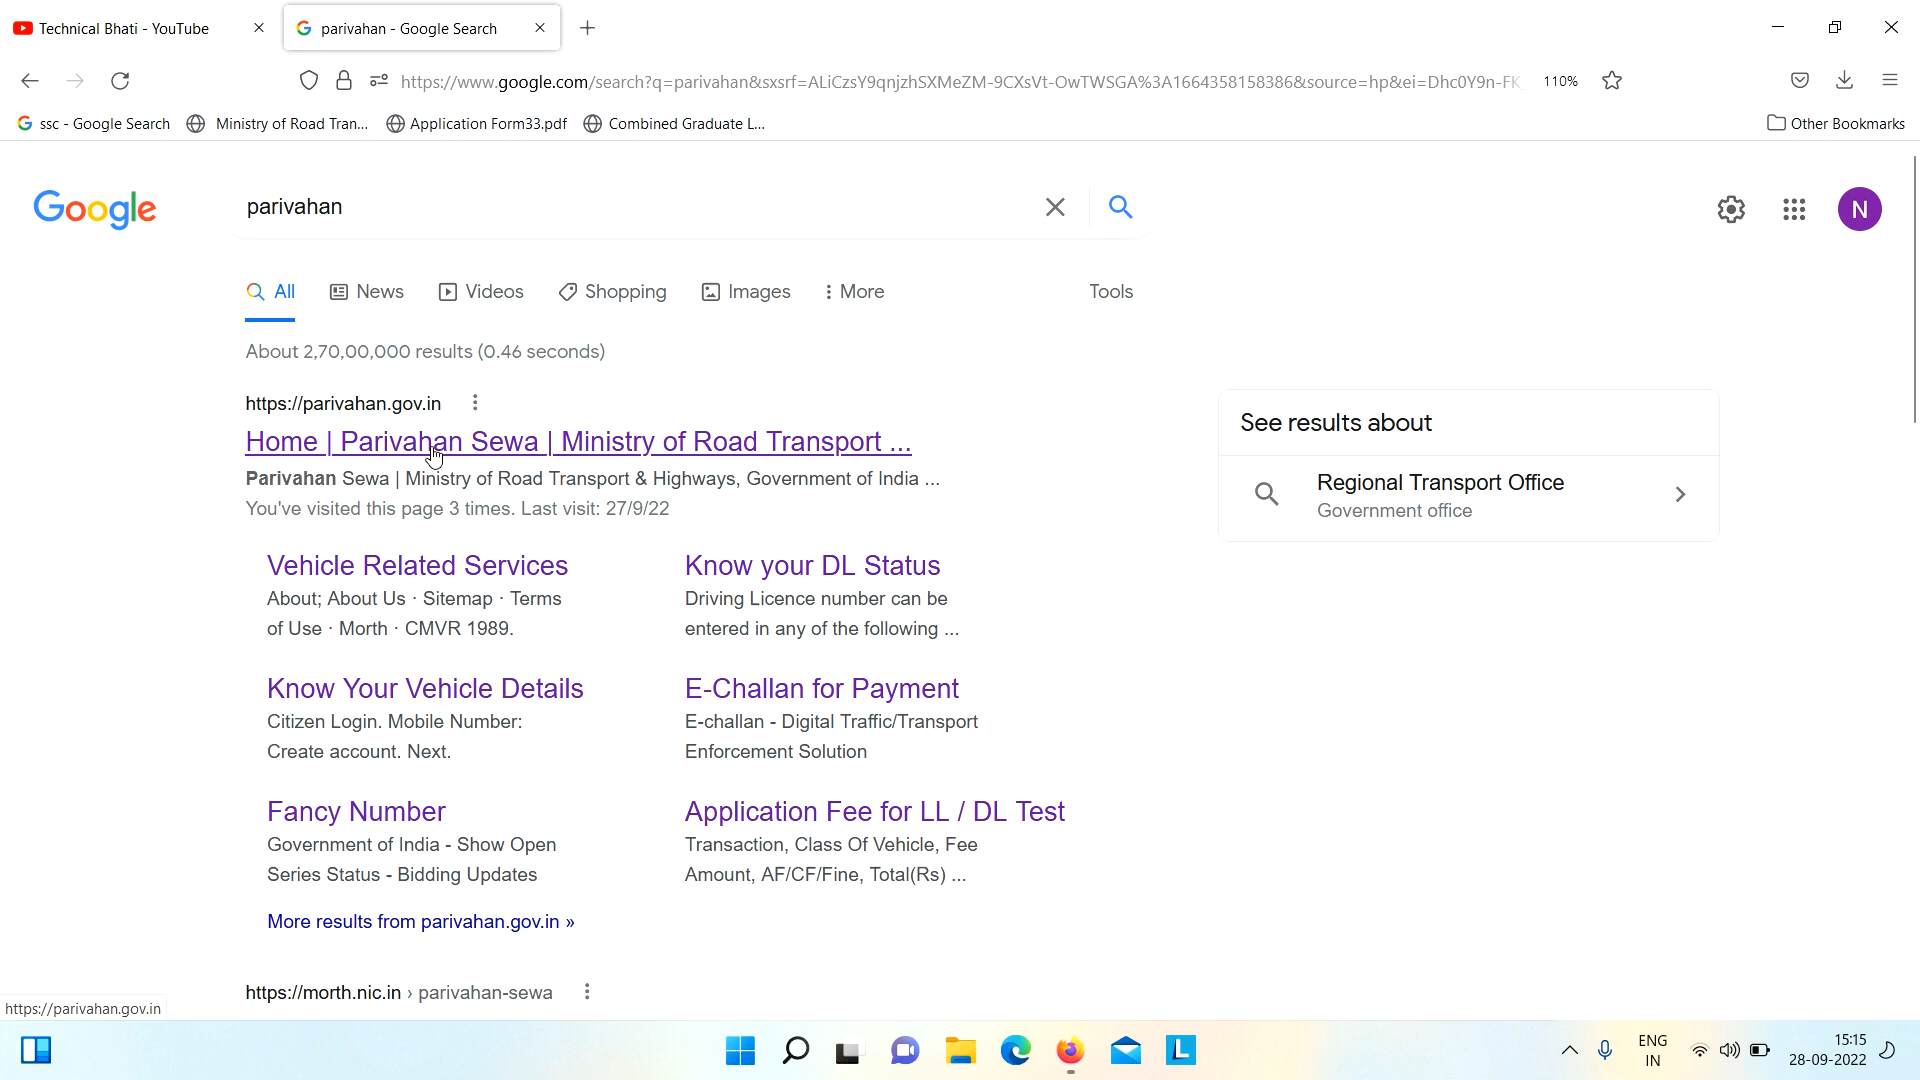 Technical Bhati - YouTube
parivahan - Google Search
https://www.google.com/search?q=parivahan&sxsrf=ALiCzsY9qnjzhSXMeZM-9CXsVt-OwTWSGA%3A1664358158386&source=hp&ei=Dhc0Y9n-FK
110%
ssc - Google Search
Ministry of Road Tran...
Application Form33.pdf
Combined Graduate L...
Other Bookmarks
Google
parivahan
N
All
News
Videos
Shopping
Images
More
Tools
About 2,70,00,000 results (0.46 seconds)
https://parivahan.gov.in
Home | Parivahan Sewa | Ministry of Road Transport ...
Parivahan Sewa | Ministry of Road Transport & Highways, Government of India ...
You've visited this page 3 times. Last visit: 27/9/22
See results about
Regional Transport Office
Government office
Vehicle Related Services
About; About Us · Sitemap · Terms
of Use · Morth · CMVR 1989.
Know your DL Status
Driving Licence number can be
entered in any of the following ...
Know Your Vehicle Details
Citizen Login. Mobile Number:
Create account. Next.
E-Challan for Payment
E-challan - Digital Traffic/Transport
Enforcement Solution
Fancy Number
Government of India - Show Open
Series Status - Bidding Updates
Application Fee for LL / DL Test
Transaction, Class Of Vehicle, Fee
Amount, AF/CF/Fine, Total(Rs) ...
More results from parivahan.gov.in »
https://morth.nic.in › parivahan-sewa
https://parivahan.gov.in
L
ENG
IN
15:15
28-09-2022